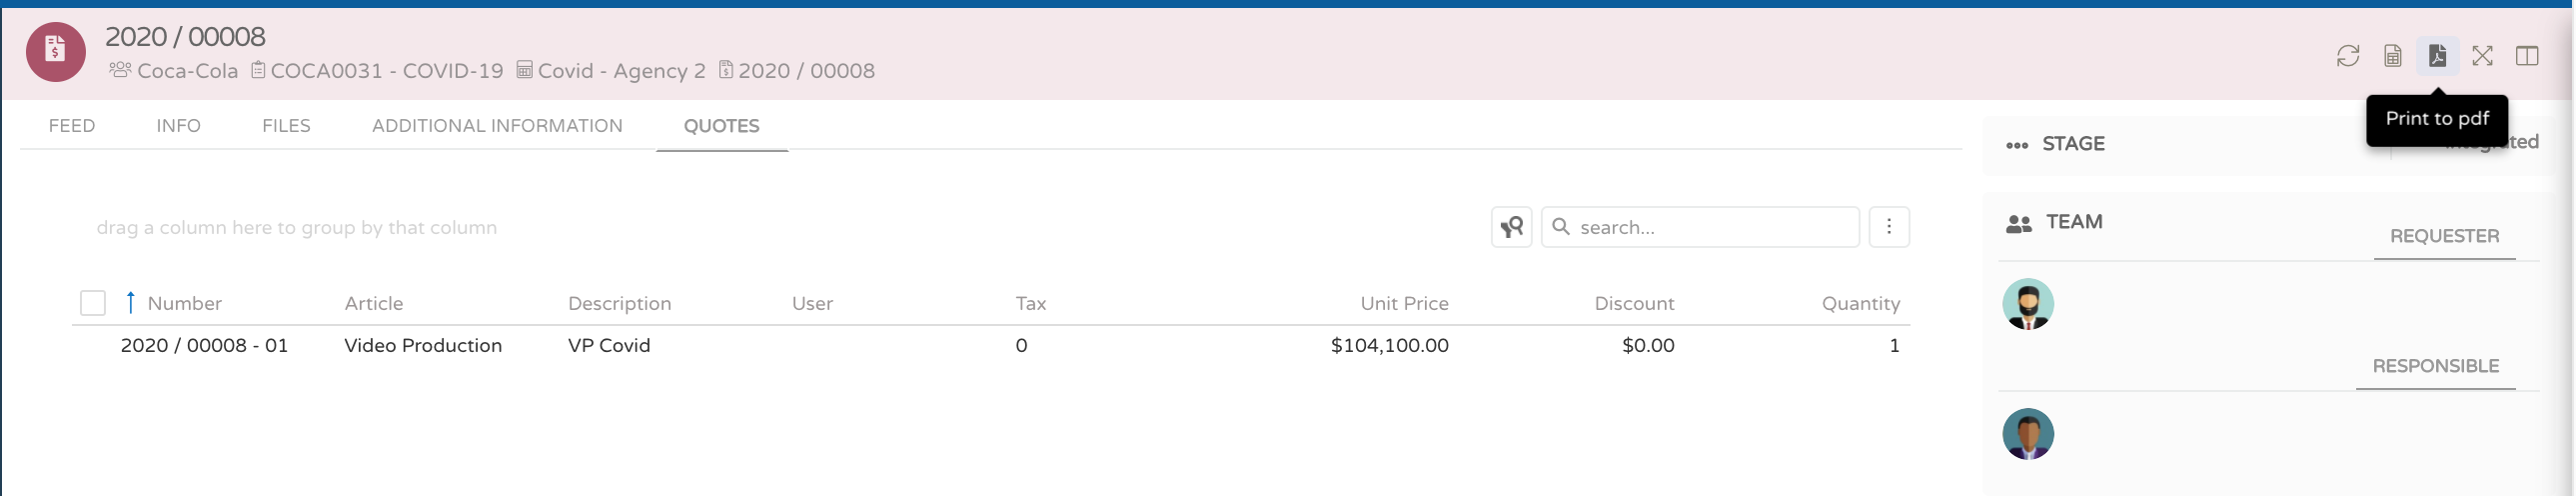 2020 / 00008
Coca-Cola COCA0031 - COVID-19 Covid - Agency 2 2020 / 00008
Print to pdf
FEED INFO FILES ADDITIONAL INFORMATION QUOTES
STAGE
drag a column here to group by that column
search...
TEAM
REQUESTER
Number Article Description User Tax Unit Price Discount Quantity
2020 / 00008 - 01 Video Production VP Covid 0 $104,100.00 $0.00 1
RESPONSIBLE